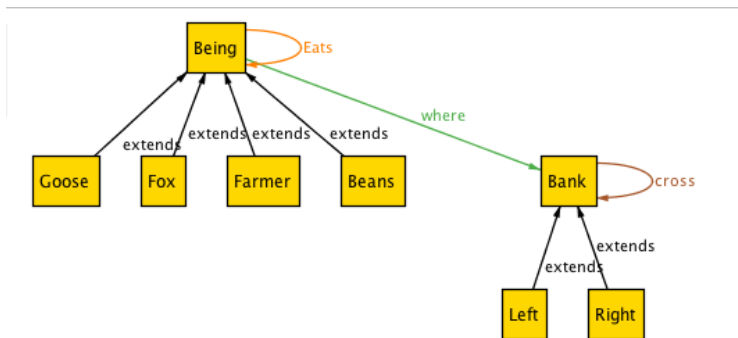 Being
Eats
where
extends
extends
extends
extends
Goose
Fox
Farmer
Beans
Bank
cross
extends
extends
Left
Right